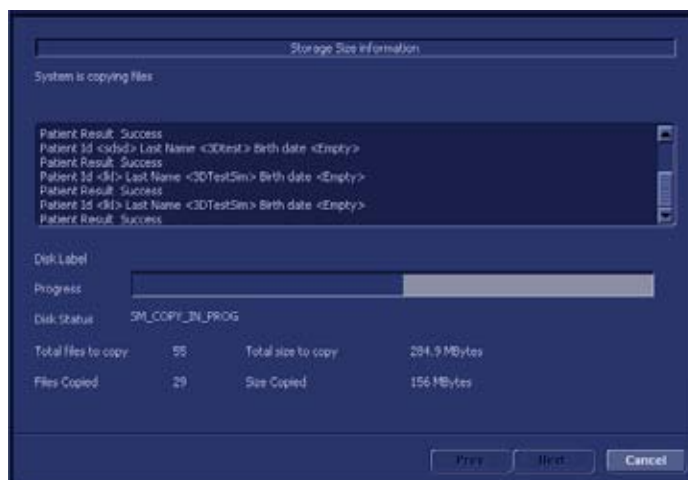 Storage Size information
System is copying files
Patient Result Success
Patient Id <sdsd> Last Name <3Dtest> Birth date <Empty>
Patient Result Success
Patient Id <lkl> Last Name <3DTestSim> Birth date <Empty>
Patient Result Success
Patient Id <lkl> Last Name <3DTestSim> Birth date <Empty>
Patient Result Success
Disk Label
Progress
Disk Status SM_COPY_IN_PROG
Total files to copy 55 Total size to copy 284.9 MBytes
Files Copied 29 Size Copied 156 MBytes
Prev Next Cancel